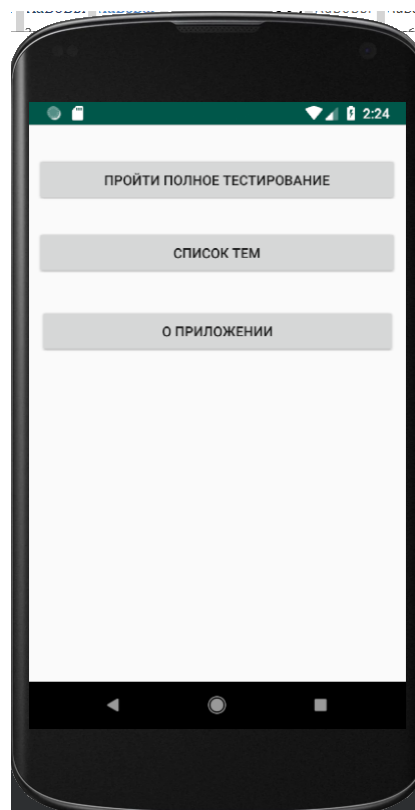 2:24
ПРОЙТИ ПОЛНОЕ ТЕСТИРОВАНИЕ
СПИСОК ТЕМ
О ПРИЛОЖЕНИИ